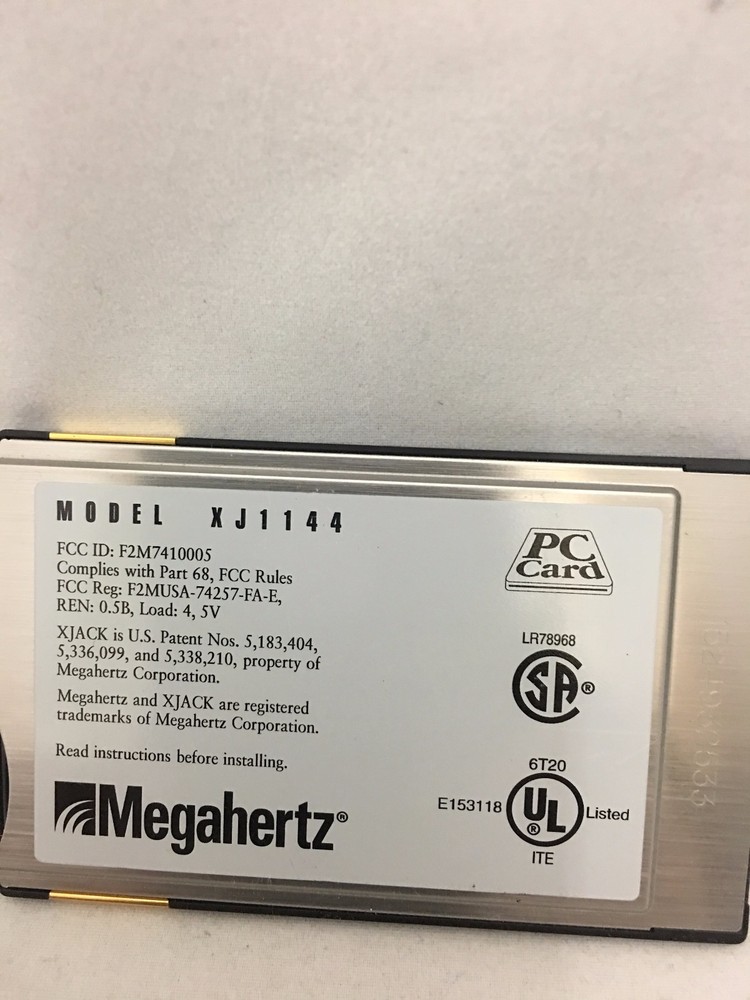 MODEL XJ1144
FCC ID: F2M7410005
Complies with Part 68, FCC Rules
FCC Reg: F2MUSA-74257-FA-E,
REN: 0.5B, Load: 4, 5V
XJACK is U.S. Patent Nos. 5,183,404,
5,336,099, and 5,338,210, property of
Megahertz Corporation.
Megahertz and XJACK are registered
trademarks of Megahertz Corporation.
Read instructions before installing.
Megahertz®
PC
Card
LR78968
SA®
6T20
E153118 UL® Listed
ITE